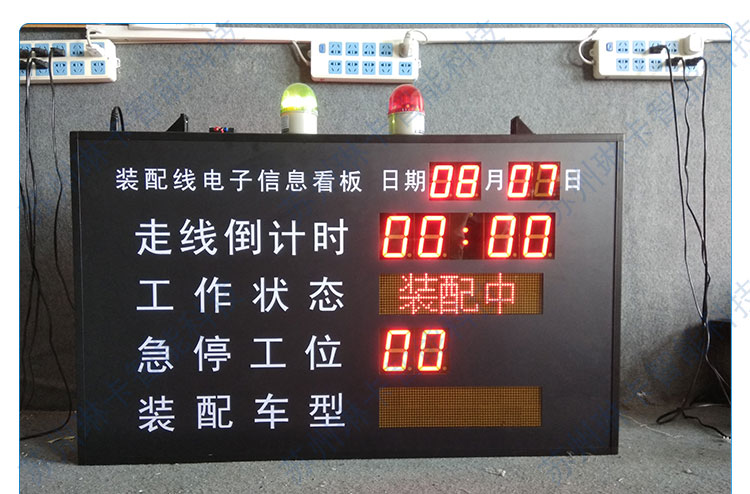 装配线电子信息看板 日期08月07日
走线倒计时 00:00
工作状态 装配中
急停工位 00
装配车型